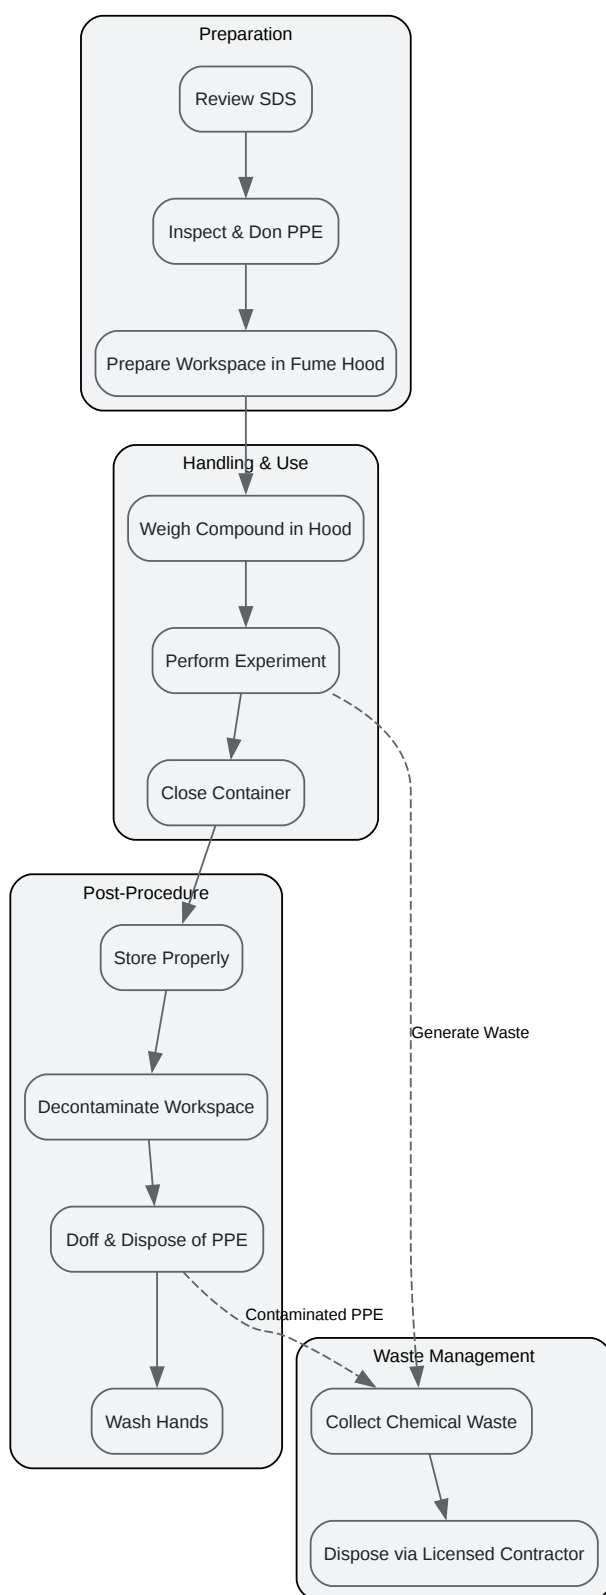 Preparation
Review SDS
Inspect & Don PPE
Prepare Workspace in Fume Hood
Handling & Use
Weigh Compound in Hood
Perform Experiment
Close Container
Post-Procedure
Store Properly
Generate Waste
Decontaminate Workspace
Doff & Dispose of PPE
Contaminated PPE
Waste Management
Wash Hands
Collect Chemical Waste
Dispose via Licensed Contractor